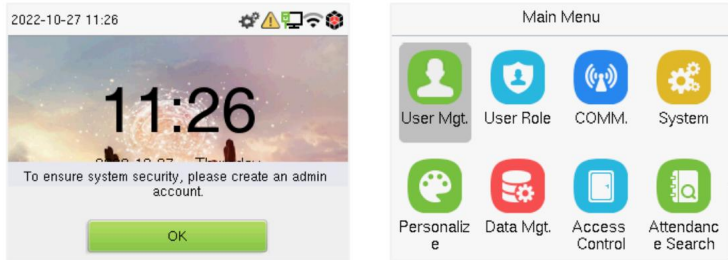 2022-10-27 11:26
11:26
To ensure system security, please create an admin
account.
OK
Main Menu
User Mgt.
User Role
COMM.
System
Personaliz
e
Data Mgt.
Access
Control
Attendanc
e Search